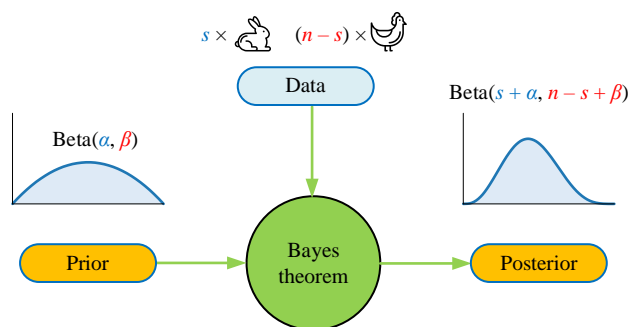 s × (n – s) ×
Data
Beta(α, β)
Beta(s + α, n – s + β)
Prior
Bayes
theorem
Posterior